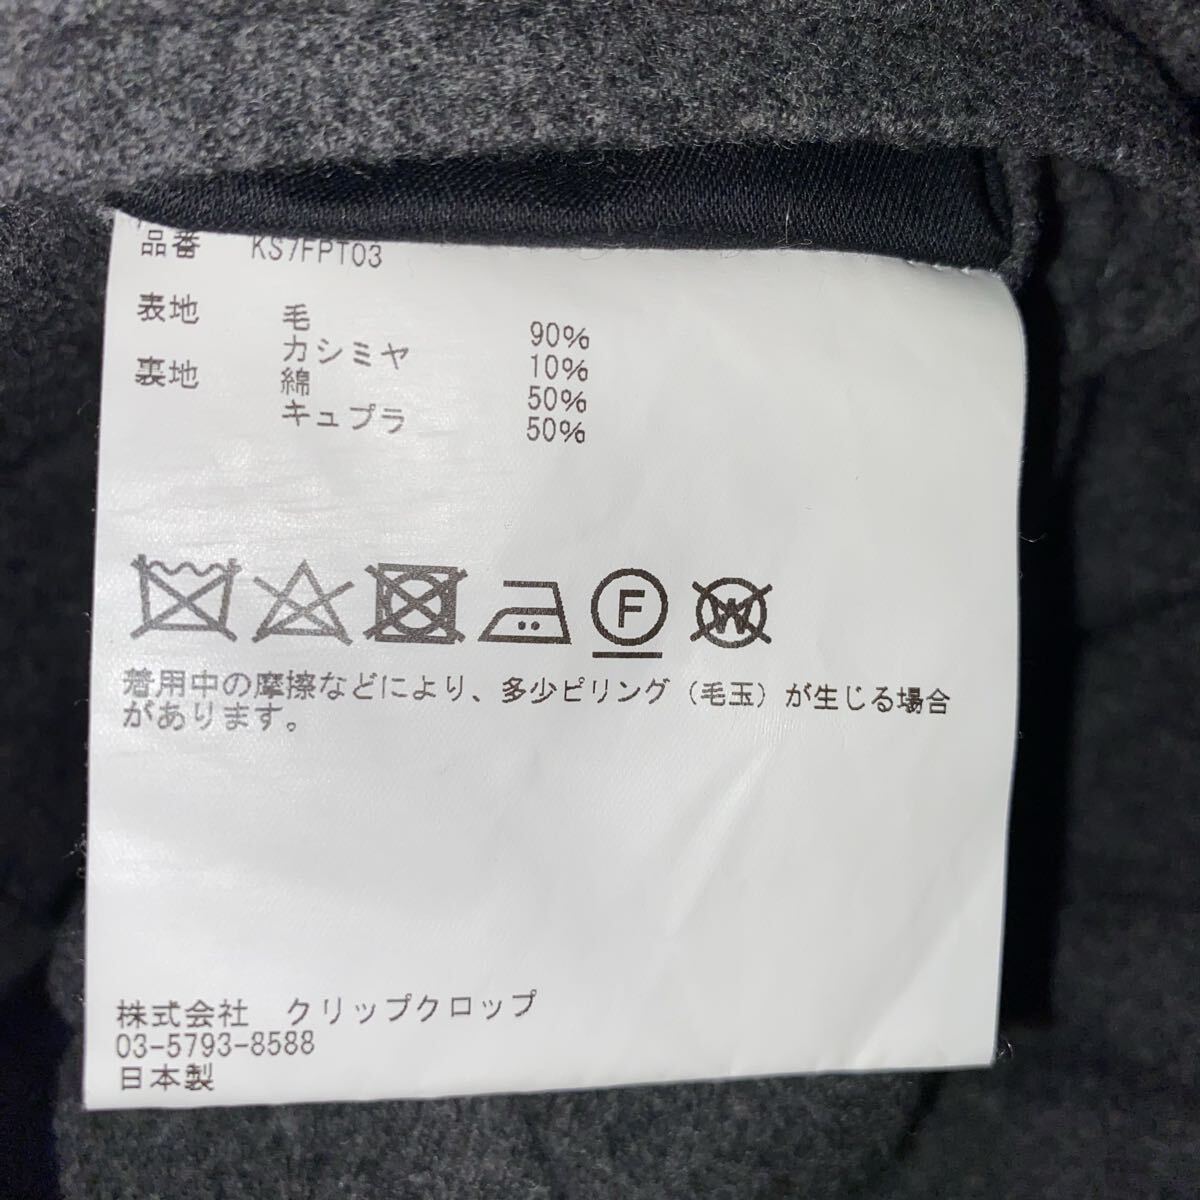 品番 KS7FPT03
表地 毛 90%
カシミヤ 10%
裏地 綿 50%
キュプラ 50%
F W
着用中の摩擦などにより、多少ピリング（毛玉）が生じる場合
があります。
株式会社 クリップクロップ
03-5793-8588
日本製